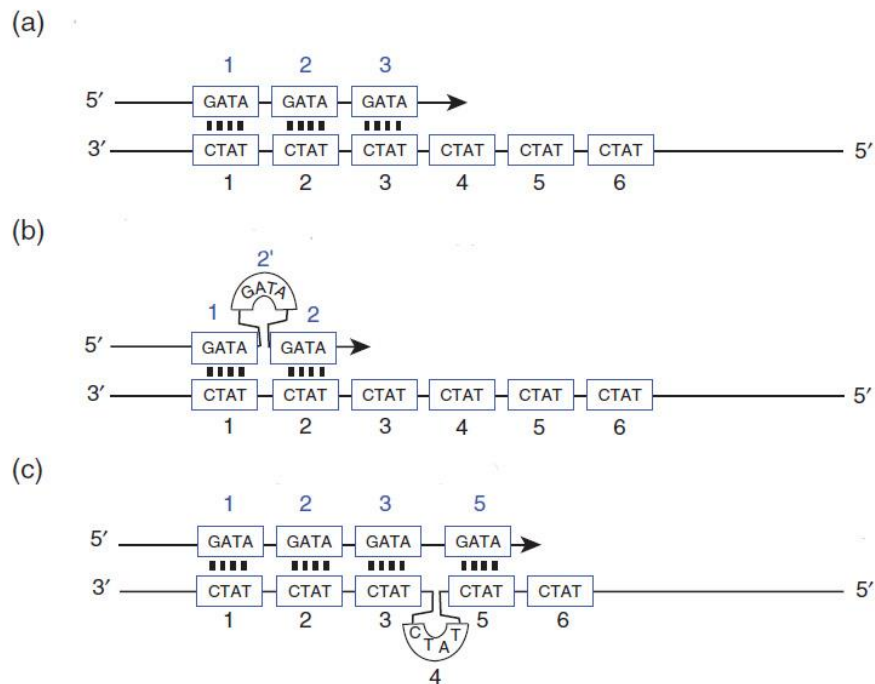 (a)
1 2 3
5′ GATA GATA GATA
3′ CTAT CTAT CTAT CTAT CTAT CTAT 5′
1 2 3 4 5 6
(b)
2'
GATA
1 2
5′ GATA GATA
3′ CTAT CTAT CTAT CTAT CTAT CTAT 5′
1 2 3 4 5 6
(c)
1 2 3 5
5′ GATA GATA GATA GATA
3′ CTAT CTAT CTAT CTAT CTAT 5′
1 2 3 5 6
CTAT
4